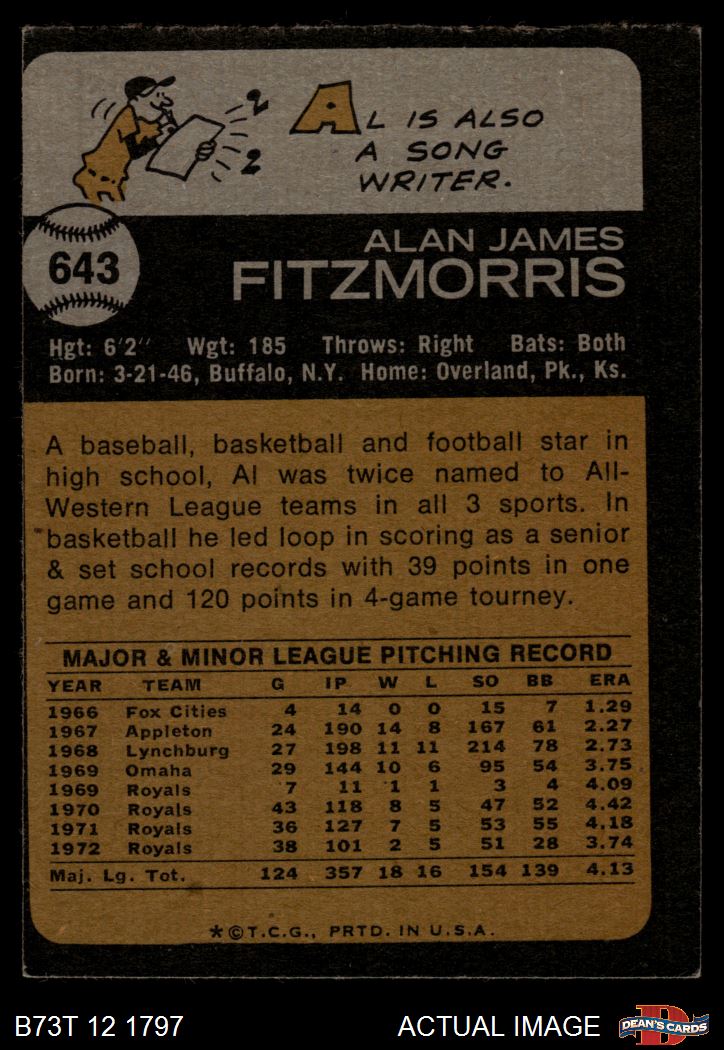 2
2
AL IS ALSO
A SONG
WRITER.
643
ALAN JAMES
FITZMORRIS
Hgt: 6'2" Wgt: 185 Throws: Right Bats: Both
Born: 3-21-46, Buffalo, N.Y. Home: Overland, Pk., Ks.
A baseball, basketball and football star in
high school, Al was twice named to All-
Western League teams in all 3 sports. In
basketball he led loop in scoring as a senior
& set school records with 39 points in one
game and 120 points in 4-game tourney.
MAJOR & MINOR LEAGUE PITCHING RECORD
YEAR TEAM G IP W L SO BB ERA
1966 Fox Cities 4 14 0 0 15 7 1.29
1967 Appleton 24 190 14 8 167 61 2.27
1968 Lynchburg 27 198 11 11 214 78 2.73
1969 Omaha 29 144 10 6 95 54 3.75
1969 Royals 7 11 1 1 3 4 4.09
1970 Royals 43 118 8 5 47 52 4.42
1971 Royals 36 127 7 5 53 55 4.18
1972 Royals 38 101 2 5 51 28 3.74
Maj. Lg. Tot. 124 357 18 16 154 139 4.13
*©T.C.G., PRTD. IN U.S.A.
B73T 12 1797 ACTUAL IMAGE
D
DEAN'S CARDS